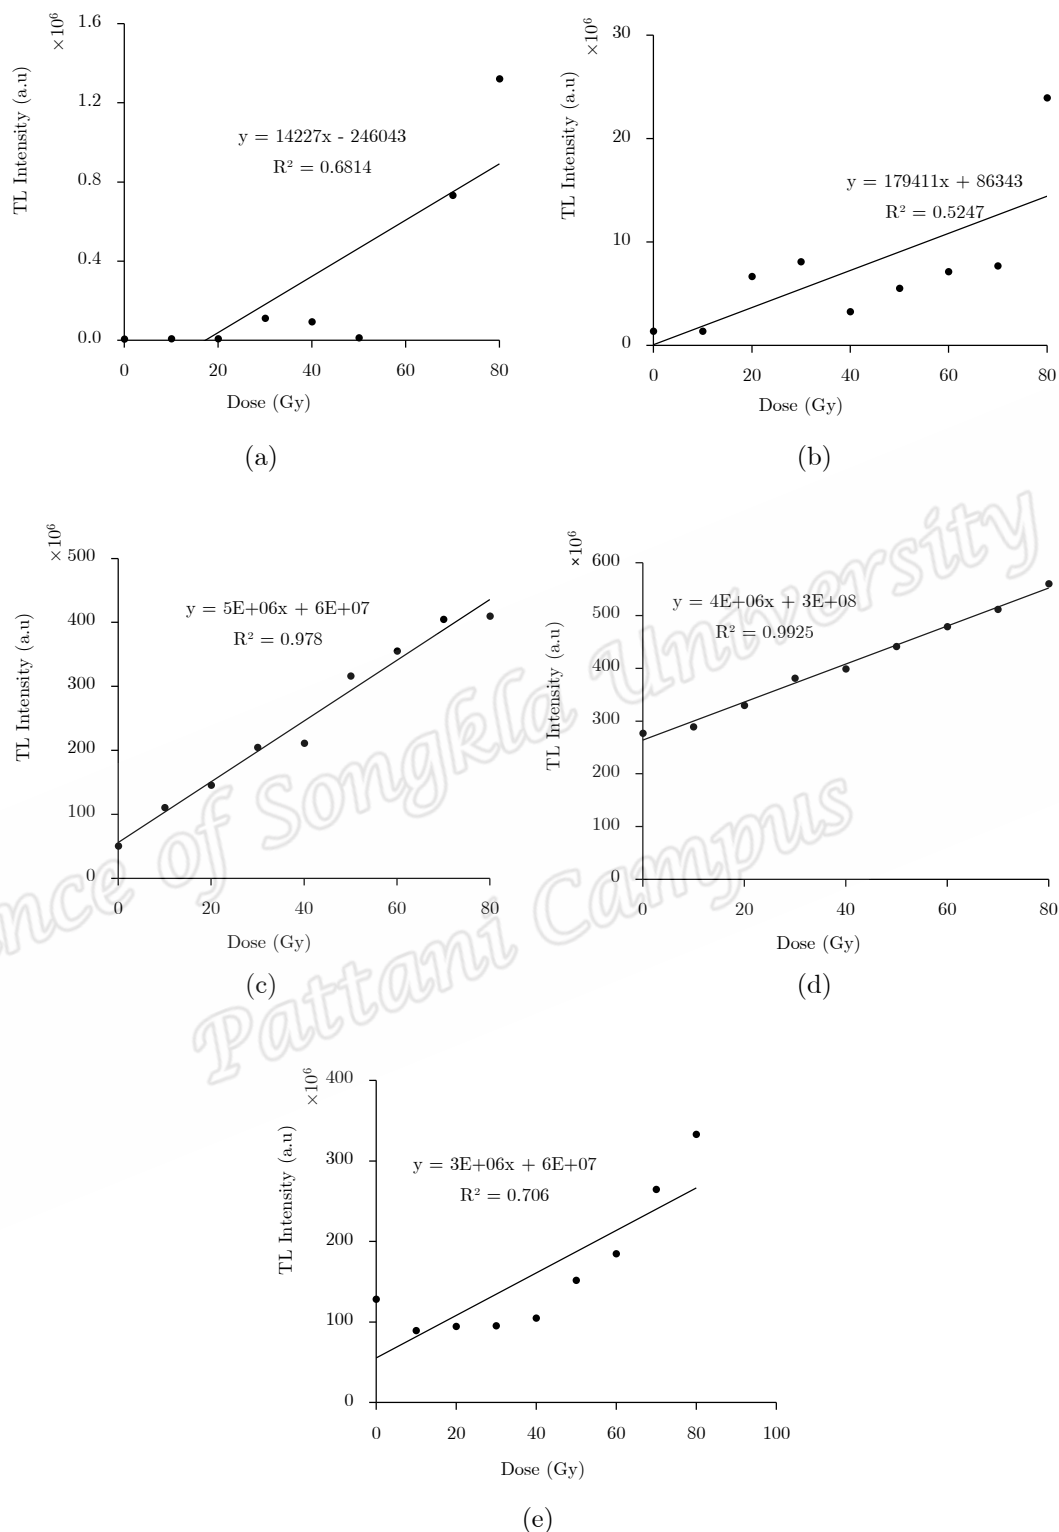 ×10⁶
1.6
1.2
0.8
0.4
0.0
TL Intensity (a.u)
y = 14227x - 246043
R² = 0.6814
0 20 40 60 80
Dose (Gy)
(a)
×10⁶
30
20
10
0
TL Intensity (a.u)
y = 179411x + 86343
R² = 0.5247
0 20 40 60 80
Dose (Gy)
(b)
×10⁶
500
400
300
200
100
0
TL Intensity (a.u)
y = 5E+06x + 6E+07
R² = 0.978
0 20 40 60 80
Dose (Gy)
(c)
×10⁶
600
500
400
300
200
100
0
TL Intensity (a.u)
y = 4E+06x + 3E+08
R² = 0.9925
0 20 40 60 80
Dose (Gy)
(d)
×10⁶
400
300
200
100
0
TL Intensity (a.u)
y = 3E+06x + 6E+07
R² = 0.706
0 20 40 60 80 100
Dose (Gy)
(e)
of Songkla University
Pattani Campus